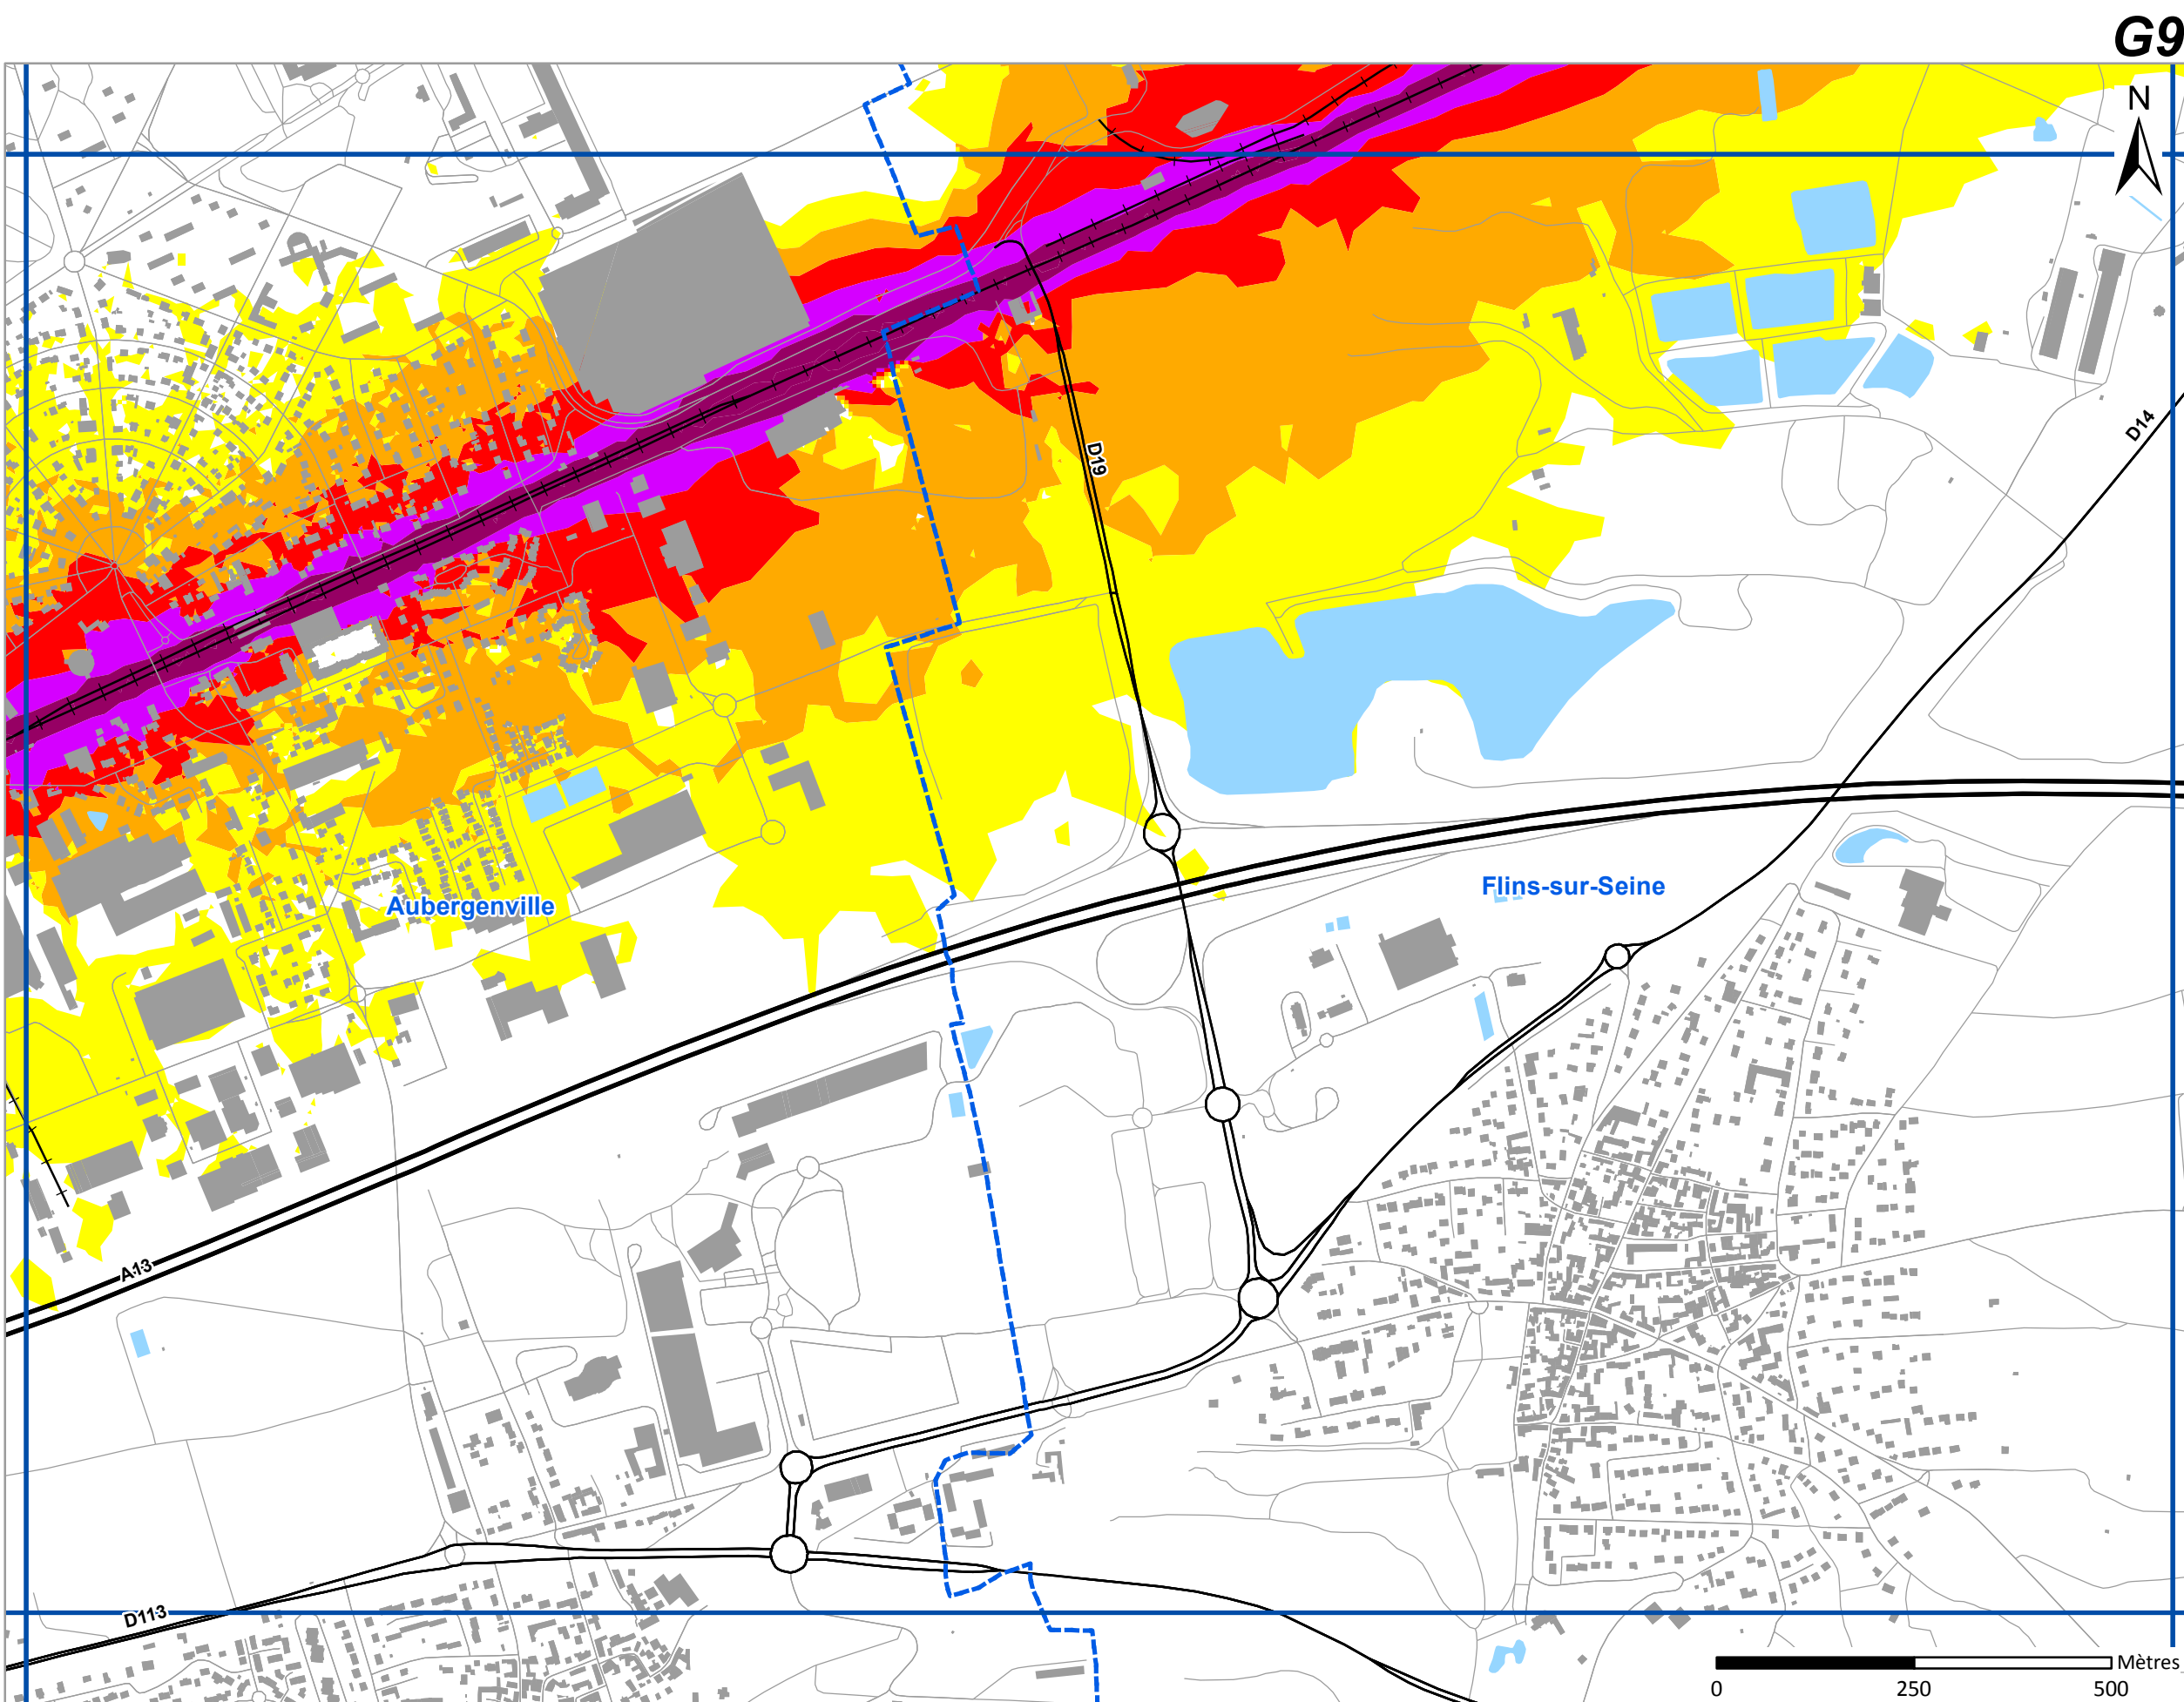 G9
N
D14
D19
Flins-sur-Seine
Aubergenville
A13
D113
Mètres
0 250 500